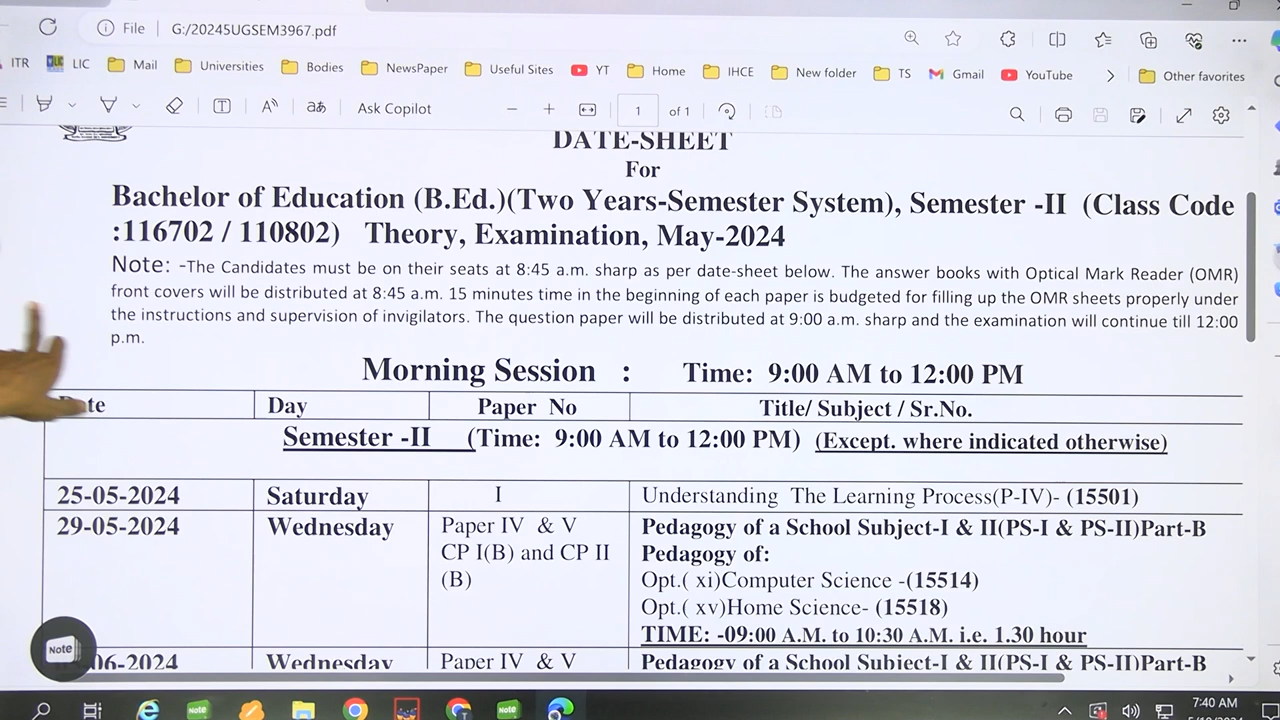 File G:/20245UGSEM3967.pdf
ITR LIC Mail Universities Bodies NewsPaper Useful Sites YT Home IHCE New folder TS Gmail YouTube Other favorites
Ask Copilot 1 of 1
DATE-SHEET
For
Bachelor of Education (B.Ed.)(Two Years-Semester System), Semester -II (Class Code
:116702 / 110802) Theory, Examination, May-2024
Note: -The Candidates must be on their seats at 8:45 a.m. sharp as per date-sheet below. The answer books with Optical Mark Reader (OMR)
front covers will be distributed at 8:45 a.m. 15 minutes time in the beginning of each paper is budgeted for filling up the OMR sheets properly under
the instructions and supervision of invigilators. The question paper will be distributed at 9:00 a.m. sharp and the examination will continue till 12:00
p.m.
Morning Session : Time: 9:00 AM to 12:00 PM
Day Paper No Title/ Subject / Sr.No.
Semester -II (Time: 9:00 AM to 12:00 PM) (Except. where indicated otherwise)
25-05-2024 Saturday I Understanding The Learning Process(P-IV)- (15501)
29-05-2024 Wednesday Paper IV & V Pedagogy of a School Subject-I & II(PS-I & PS-II)Part-B
CP I(B) and CP II Pedagogy of:
(B) Opt.( xi)Computer Science -(15514)
Opt.( xv)Home Science- (15518)
TIME: -09:00 A.M. to 10:30 A.M. i.e. 1.30 hour
Note
06-2024 Wednesday Paper IV & V Pedagogy of a School Subject-I & II(PS-I & PS-II)Part-B
Note Note
7:40 AM